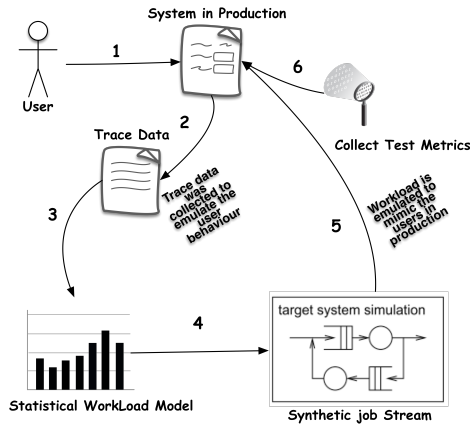 System in Production
1
User
6
2
Collect Test Metrics
Trace Data
Trace data
was
collected to
emulate the
user
behaviour
Workload is
emulated to
mimic the
users in
production
3
5
4
target system simulation
Statistical WorkLoad Model
Synthetic job Stream